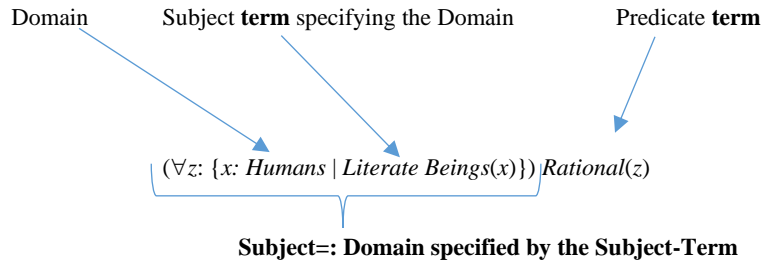 Domain Subject term specifying the Domain Predicate term
(∀z: {x: Humans | Literate Beings(x)}) Rational(z)
Subject=: Domain specified by the Subject-Term